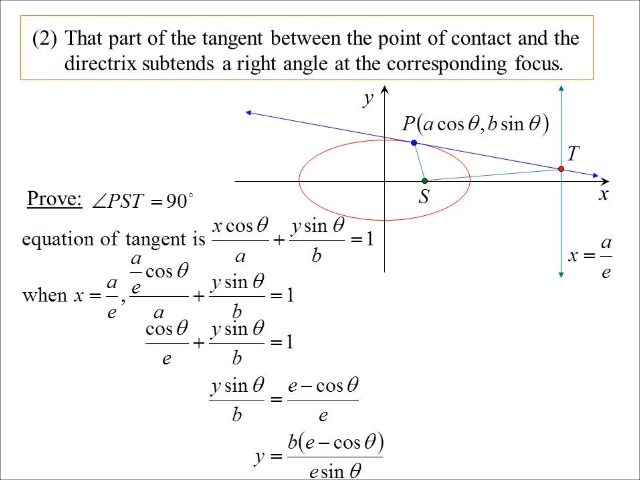 (2) That part of the tangent between the point of contact and the
directrix subtends a right angle at the corresponding focus.
y
P(a cos θ, b sin θ)
T
S
x
x = a/e
Prove: ∠PST = 90°
equation of tangent is (x cos θ)/a + (y sin θ)/b = 1
when x = a/e, (a/e cos θ)/a + (y sin θ)/b = 1
(cos θ)/e + (y sin θ)/b = 1
(y sin θ)/b = (e − cos θ)/e
y = b(e − cos θ)/(e sin θ)